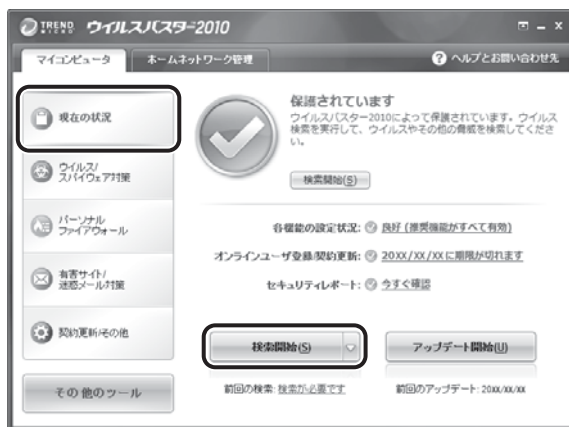 TREND MICRO ウイルスバスター2010
マイコンピュータ
ホームネットワーク管理
ヘルプとお問い合わせ先
現在の状況
ウイルス/
スパイウェア対策
パーソナル
ファイアウォール
有害サイト/
迷惑メール対策
契約更新/その他
その他のツール
保護されています
ウイルスバスター2010によって保護されています。ウイルス
検索を実行して、ウイルスやその他の脅威を検索してくださ
い。
検索開始(S)
各機能の設定状況: 良好 (推奨機能がすべて有効)
オンラインユーザ登録/契約更新: 20XX/XX/XXに期限が切れます
セキュリティレポート: 今すぐ確認
検索開始(S)
アップデート開始(U)
前回の検索: 検索が必要です
前回のアップデート: 20XX/XX/XX